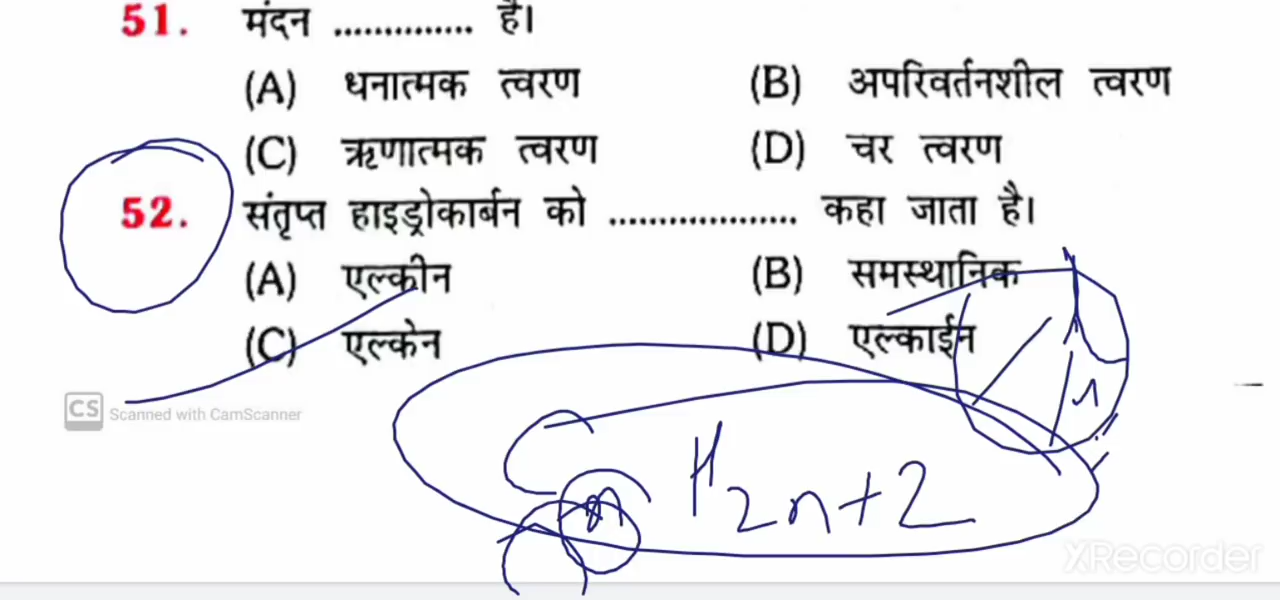 51. मंदन .............. है।
(A) धनात्मक त्वरण (B) अपरिवर्तनशील त्वरण
(C) ऋणात्मक त्वरण (D) चर त्वरण
52. संतृप्त हाइड्रोकार्बन को ................... कहा जाता है।
(A) एल्कीन (B) समस्थानिक
(C) एल्केन (D) एल्काईन
CS Scanned with CamScanner
n
C n H 2n+2
XRecorder